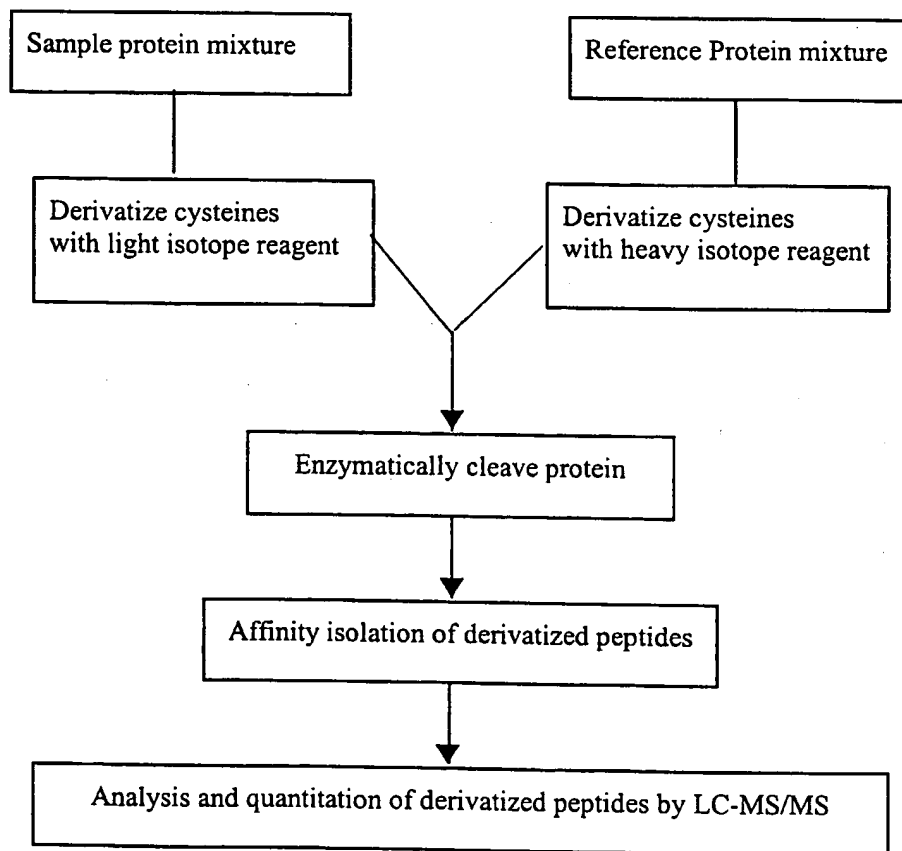 Sample protein mixture
Reference Protein mixture
Derivatize cysteines
with light isotope reagent
Derivatize cysteines
with heavy isotope reagent
Enzymatically cleave protein
Affinity isolation of derivatized peptides
Analysis and quantitation of derivatized peptides by LC-MS/MS